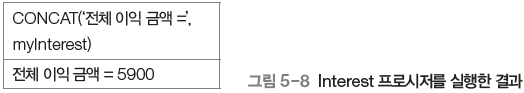 CONCAT(‘전체 이익 금액 =’,
myInterest)
전체 이익 금액 = 5900
그림 5-8 Interest 프로시저를 실행한 결과